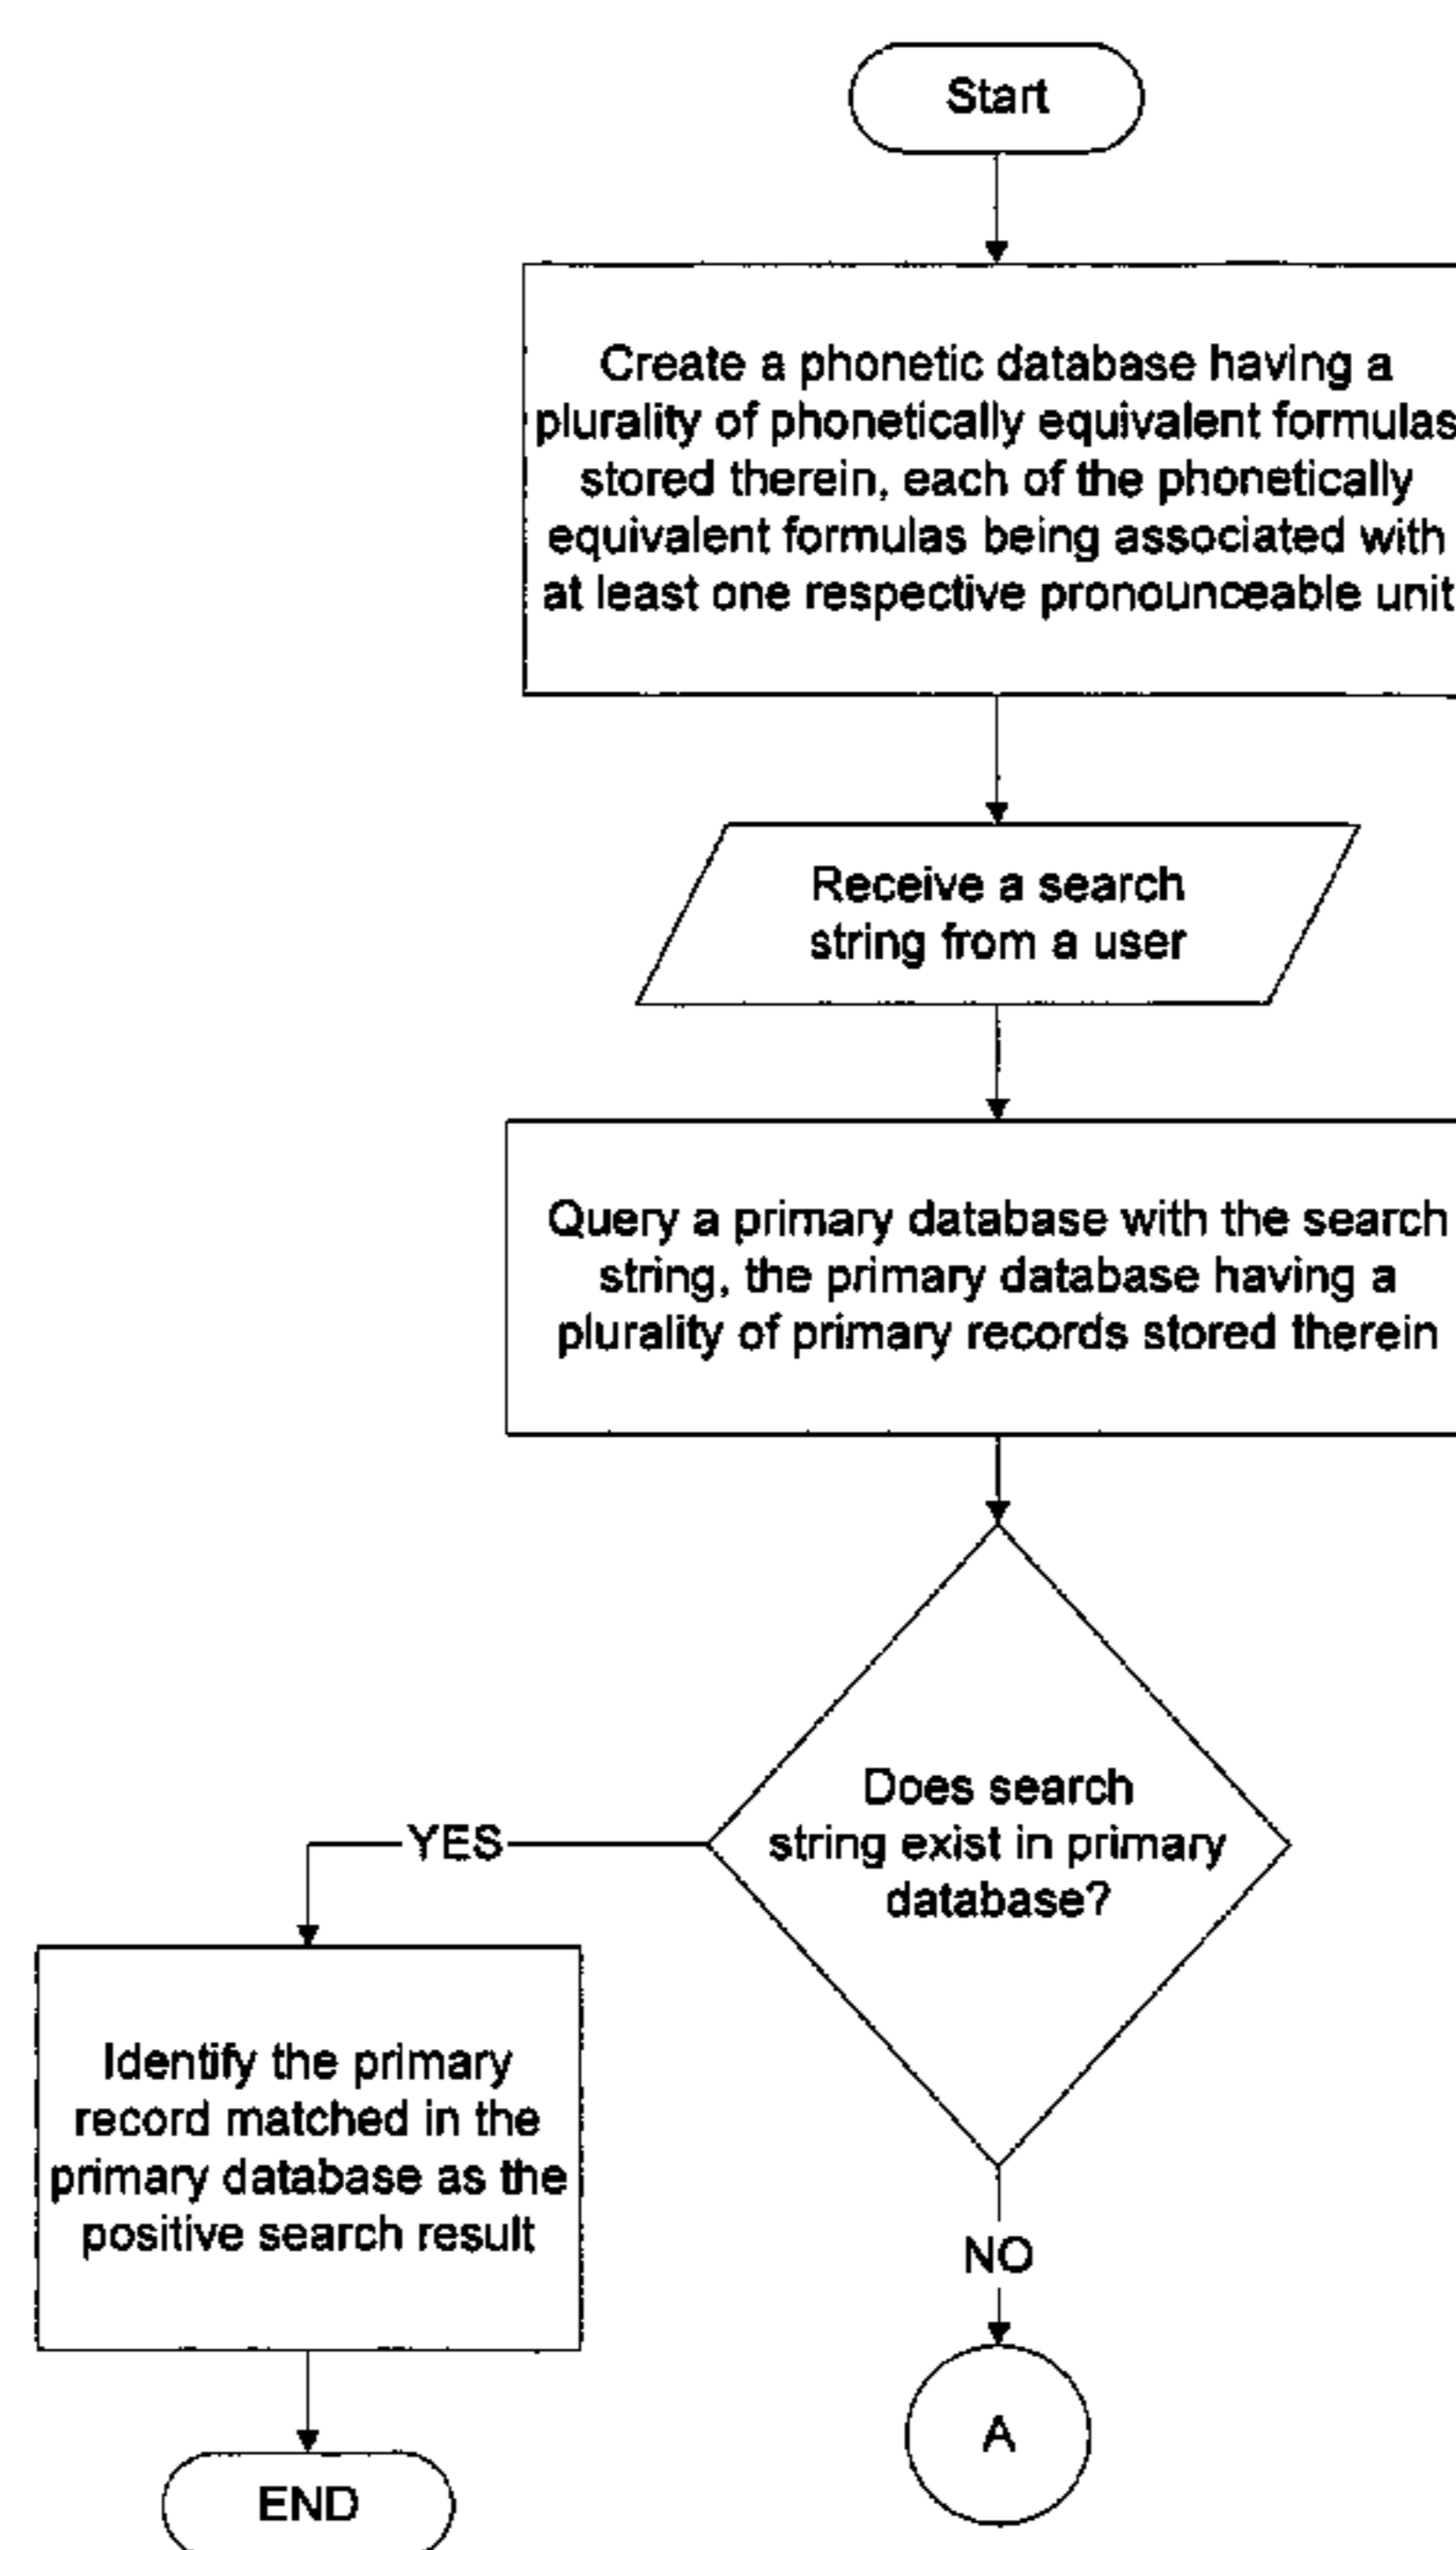 Start
Create a phonetic database having a
plurality of phonetically equivalent formulas
stored therein, each of the phonetically
equivalent formulas being associated with
at least one respective pronounceable unit
Receive a search
string from a user
Query a primary database with the search
string, the primary database having a
plurality of primary records stored therein
Does search
string exist in primary
database?
YES
Identify the primary
record matched in the
primary database as the
positive search result
NO
A
END